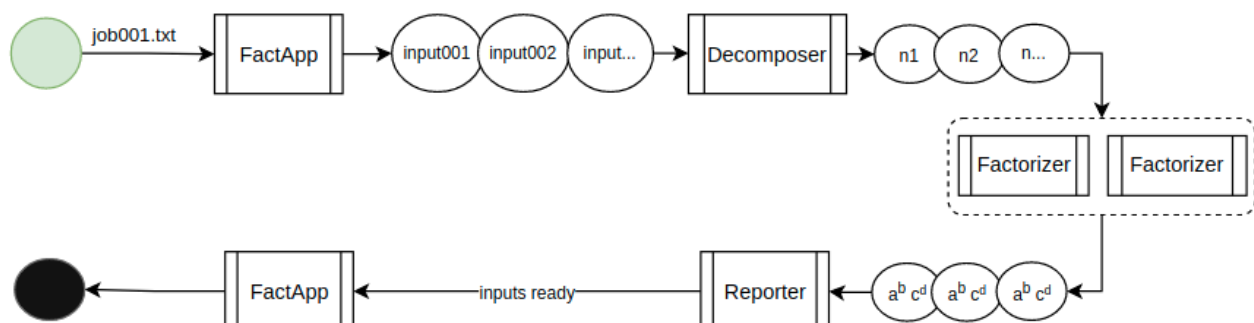 job001.txt
FactApp
input001
input002
input...
Decomposer
n1
n2
n...
Factorizer
Factorizer
FactApp
inputs ready
Reporter
aᵇ cᵈ
aᵇ cᵈ
aᵇ cᵈ